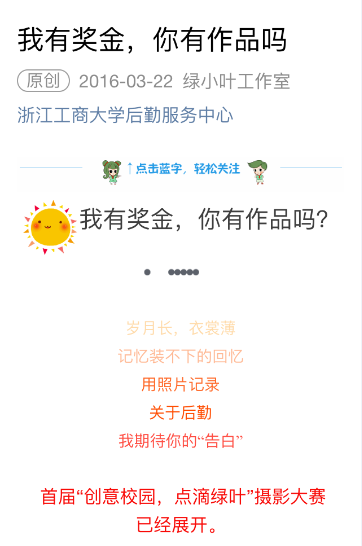 我有奖金，你有作品吗
原创 2016-03-22 绿小叶工作室
浙江工商大学后勤服务中心
↑点击蓝字，轻松关注
我有奖金，你有作品吗？
岁月长，衣裳薄
记忆装不下的回忆
用照片记录
关于后勤
我期待你的“告白”
首届“创意校园，点滴绿叶”摄影大赛
已经展开。